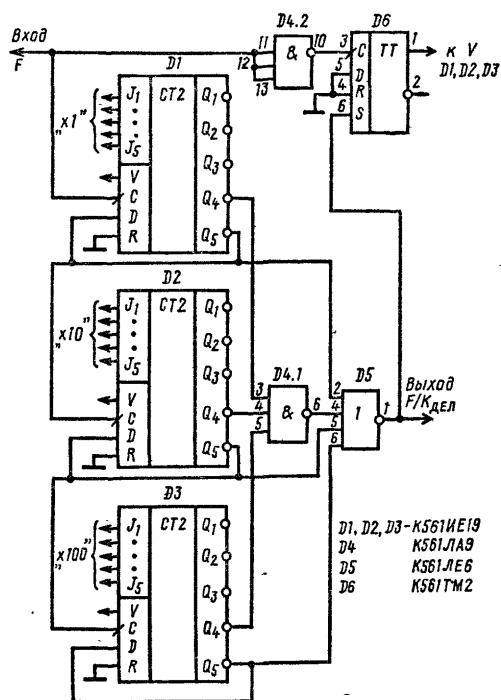 Вход
F
11
12
13
D4.2
&
10
D6
3
C
5
D
4
R
6
S
TT
1
2
к V
D1, D2, D3
D1
„×1"
J1
J5
V
C
D
R
CT2
Q1
Q2
Q3
Q4
Q5
D2
„×10"
J1
J5
V
C
D
R
CT2
Q1
Q2
Q3
Q4
Q5
D4.1
3
4
5
&
6
D5
2
4
5
6
1
1
Выход
F/Kдел
D3
„×100"
J1
J5
V
C
D
R
CT2
Q1
Q2
Q3
Q4
Q5
D1, D2, D3-К561ИЕ19
D4 К561ЛА9
D5 К561ЛЕ6
D6 К561ТМ2